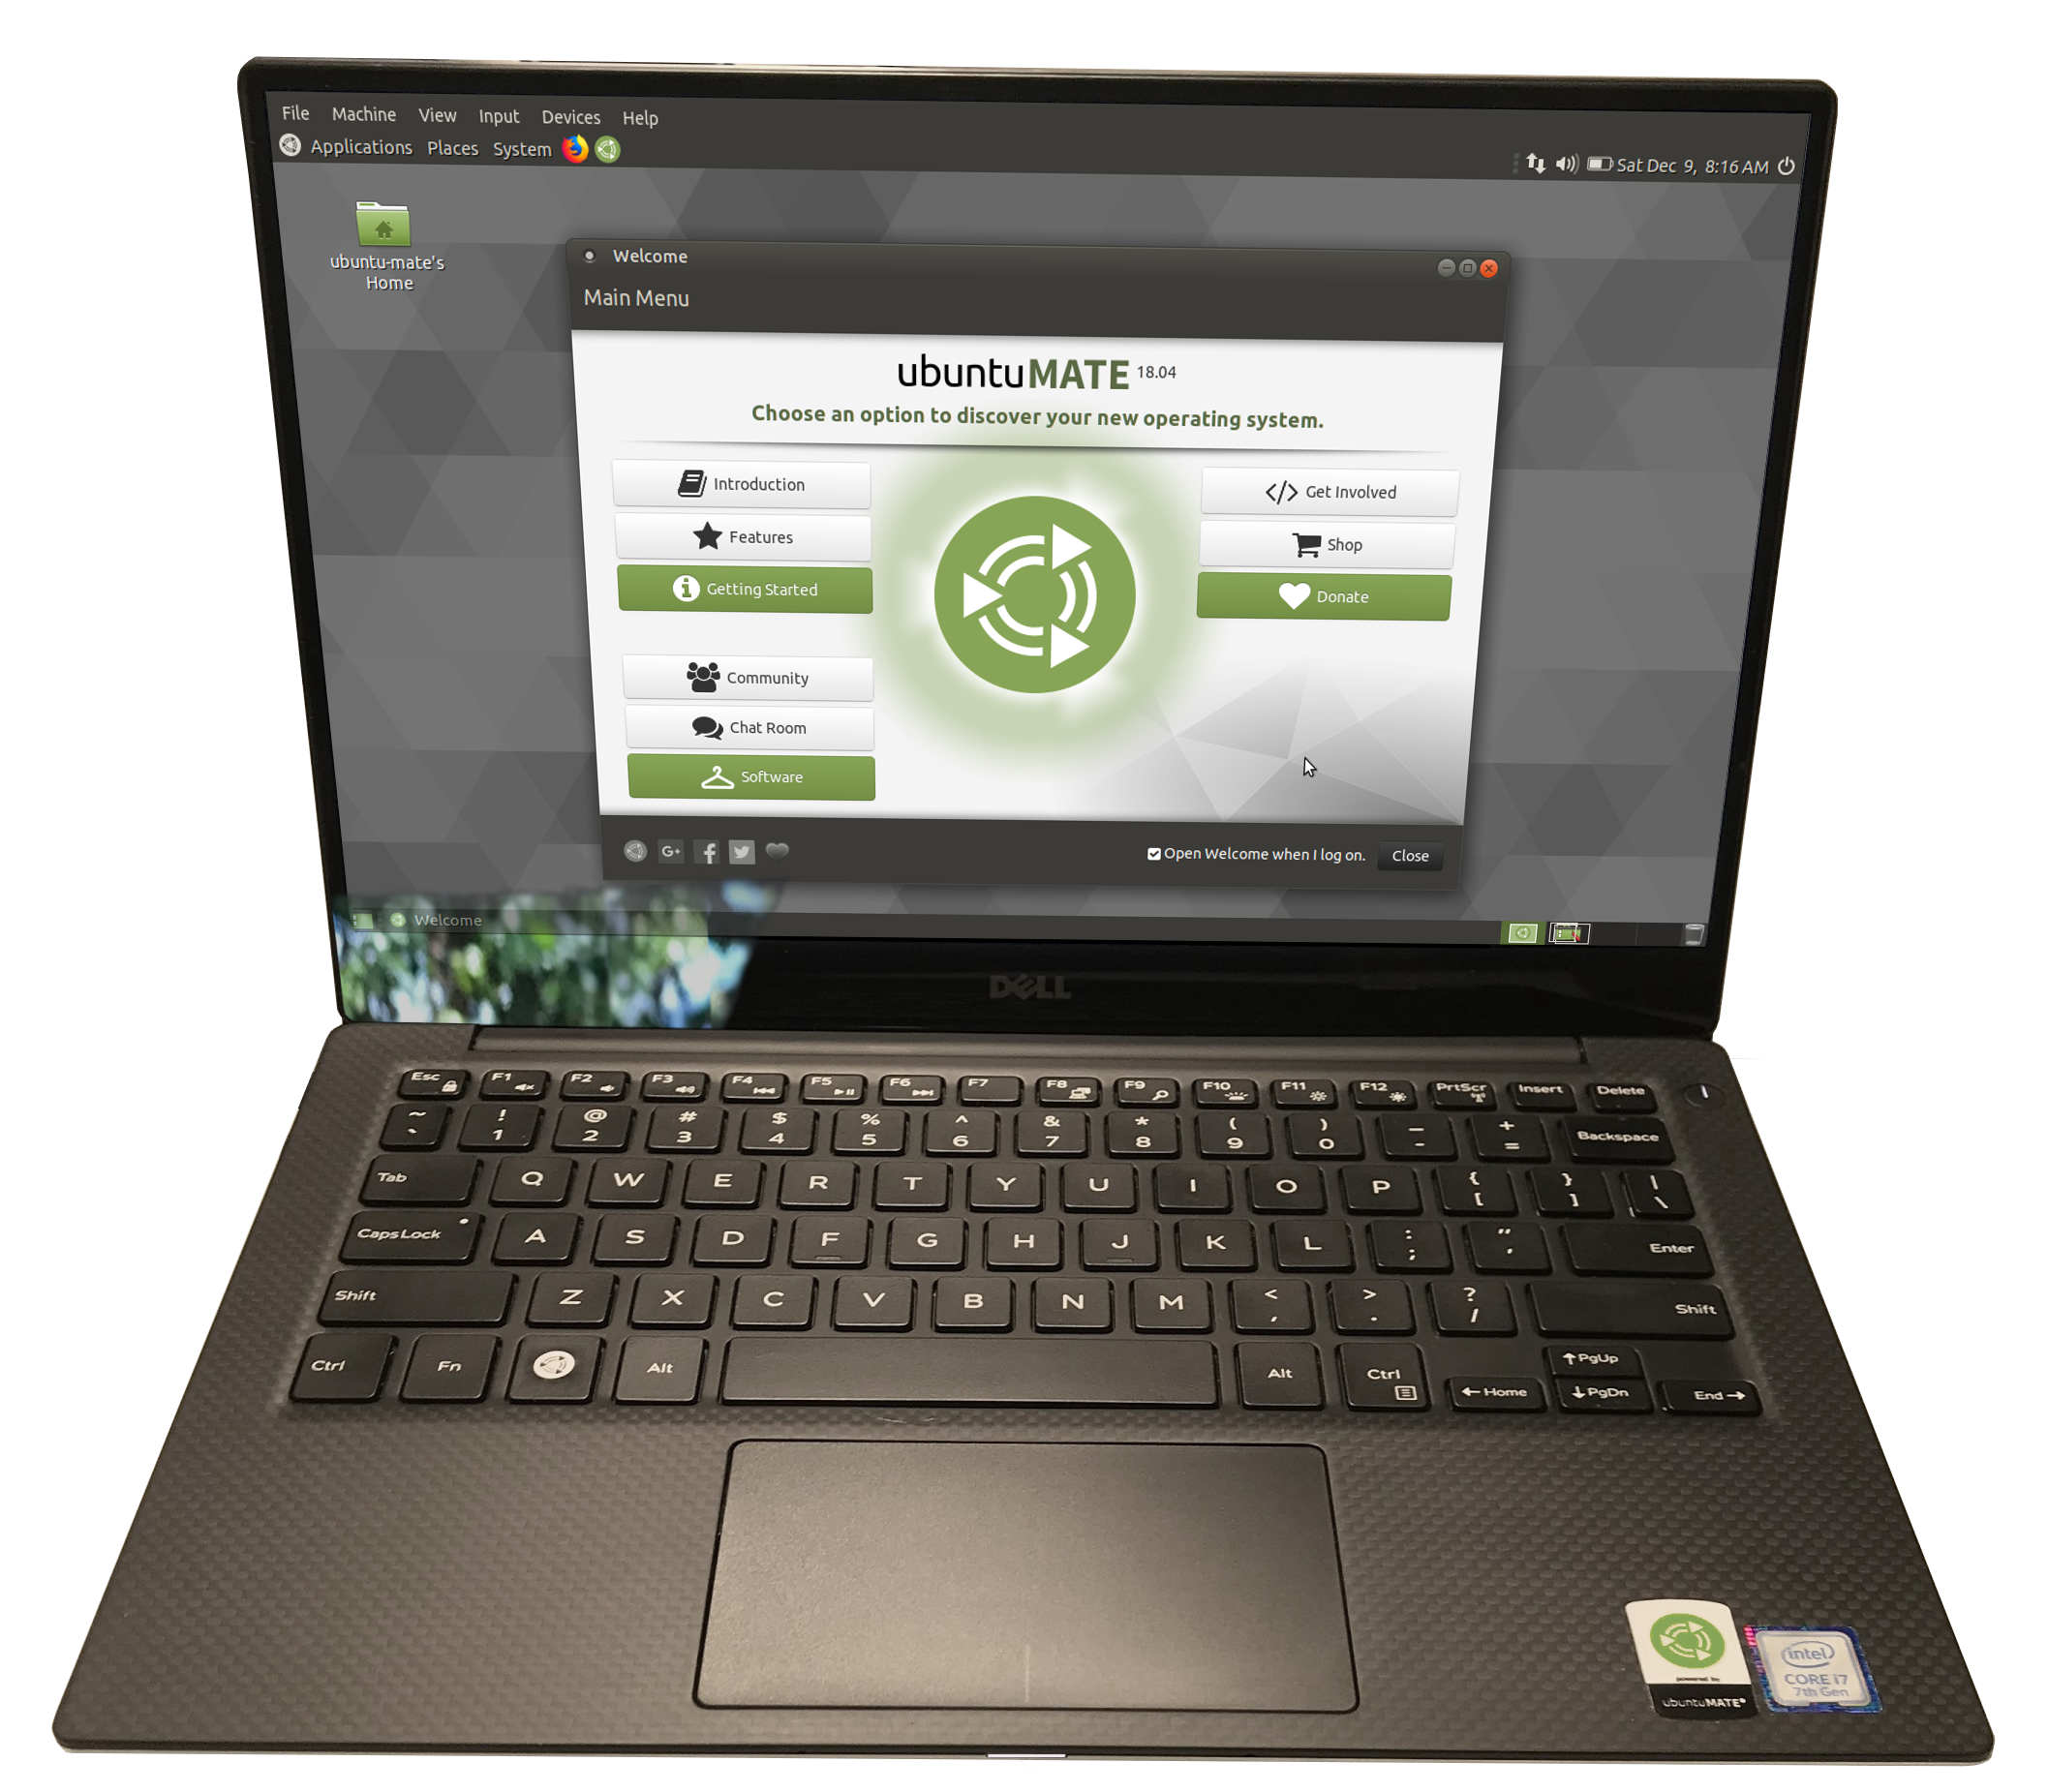 File Machine View Input Devices Help
Applications Places System Sat Dec 9, 8:16 AM
ubuntu-mate's
Home
Welcome
Main Menu
ubuntuMATE 18.04
Choose an option to discover your new operating system.
Introduction
Get Involved
Features
Shop
Getting Started
Donate
Community
Chat Room
Software
G+ f
Open Welcome when I log on. Close
Welcome
DELL
Esc F1 F2 F3 F4 F5 F6 F7 F8 F9 F10 F11 F12 PrtScr Insert Delete
~ ! @ # $ % ^ & * ( ) _ +
` 1 2 3 4 5 6 7 8 9 0 - = Backspace
Tab Q W E R T Y U I O P { [ } ] | \
Caps Lock A S D F G H J K L : ; " ' Enter
Shift Z X C V B N M < , > . ? / Shift
Ctrl Fn Alt Alt Ctrl ←Home ↑PgUp ↓PgDn End→
powered by
ubuntuMATE
intel
CORE i7
7th Gen